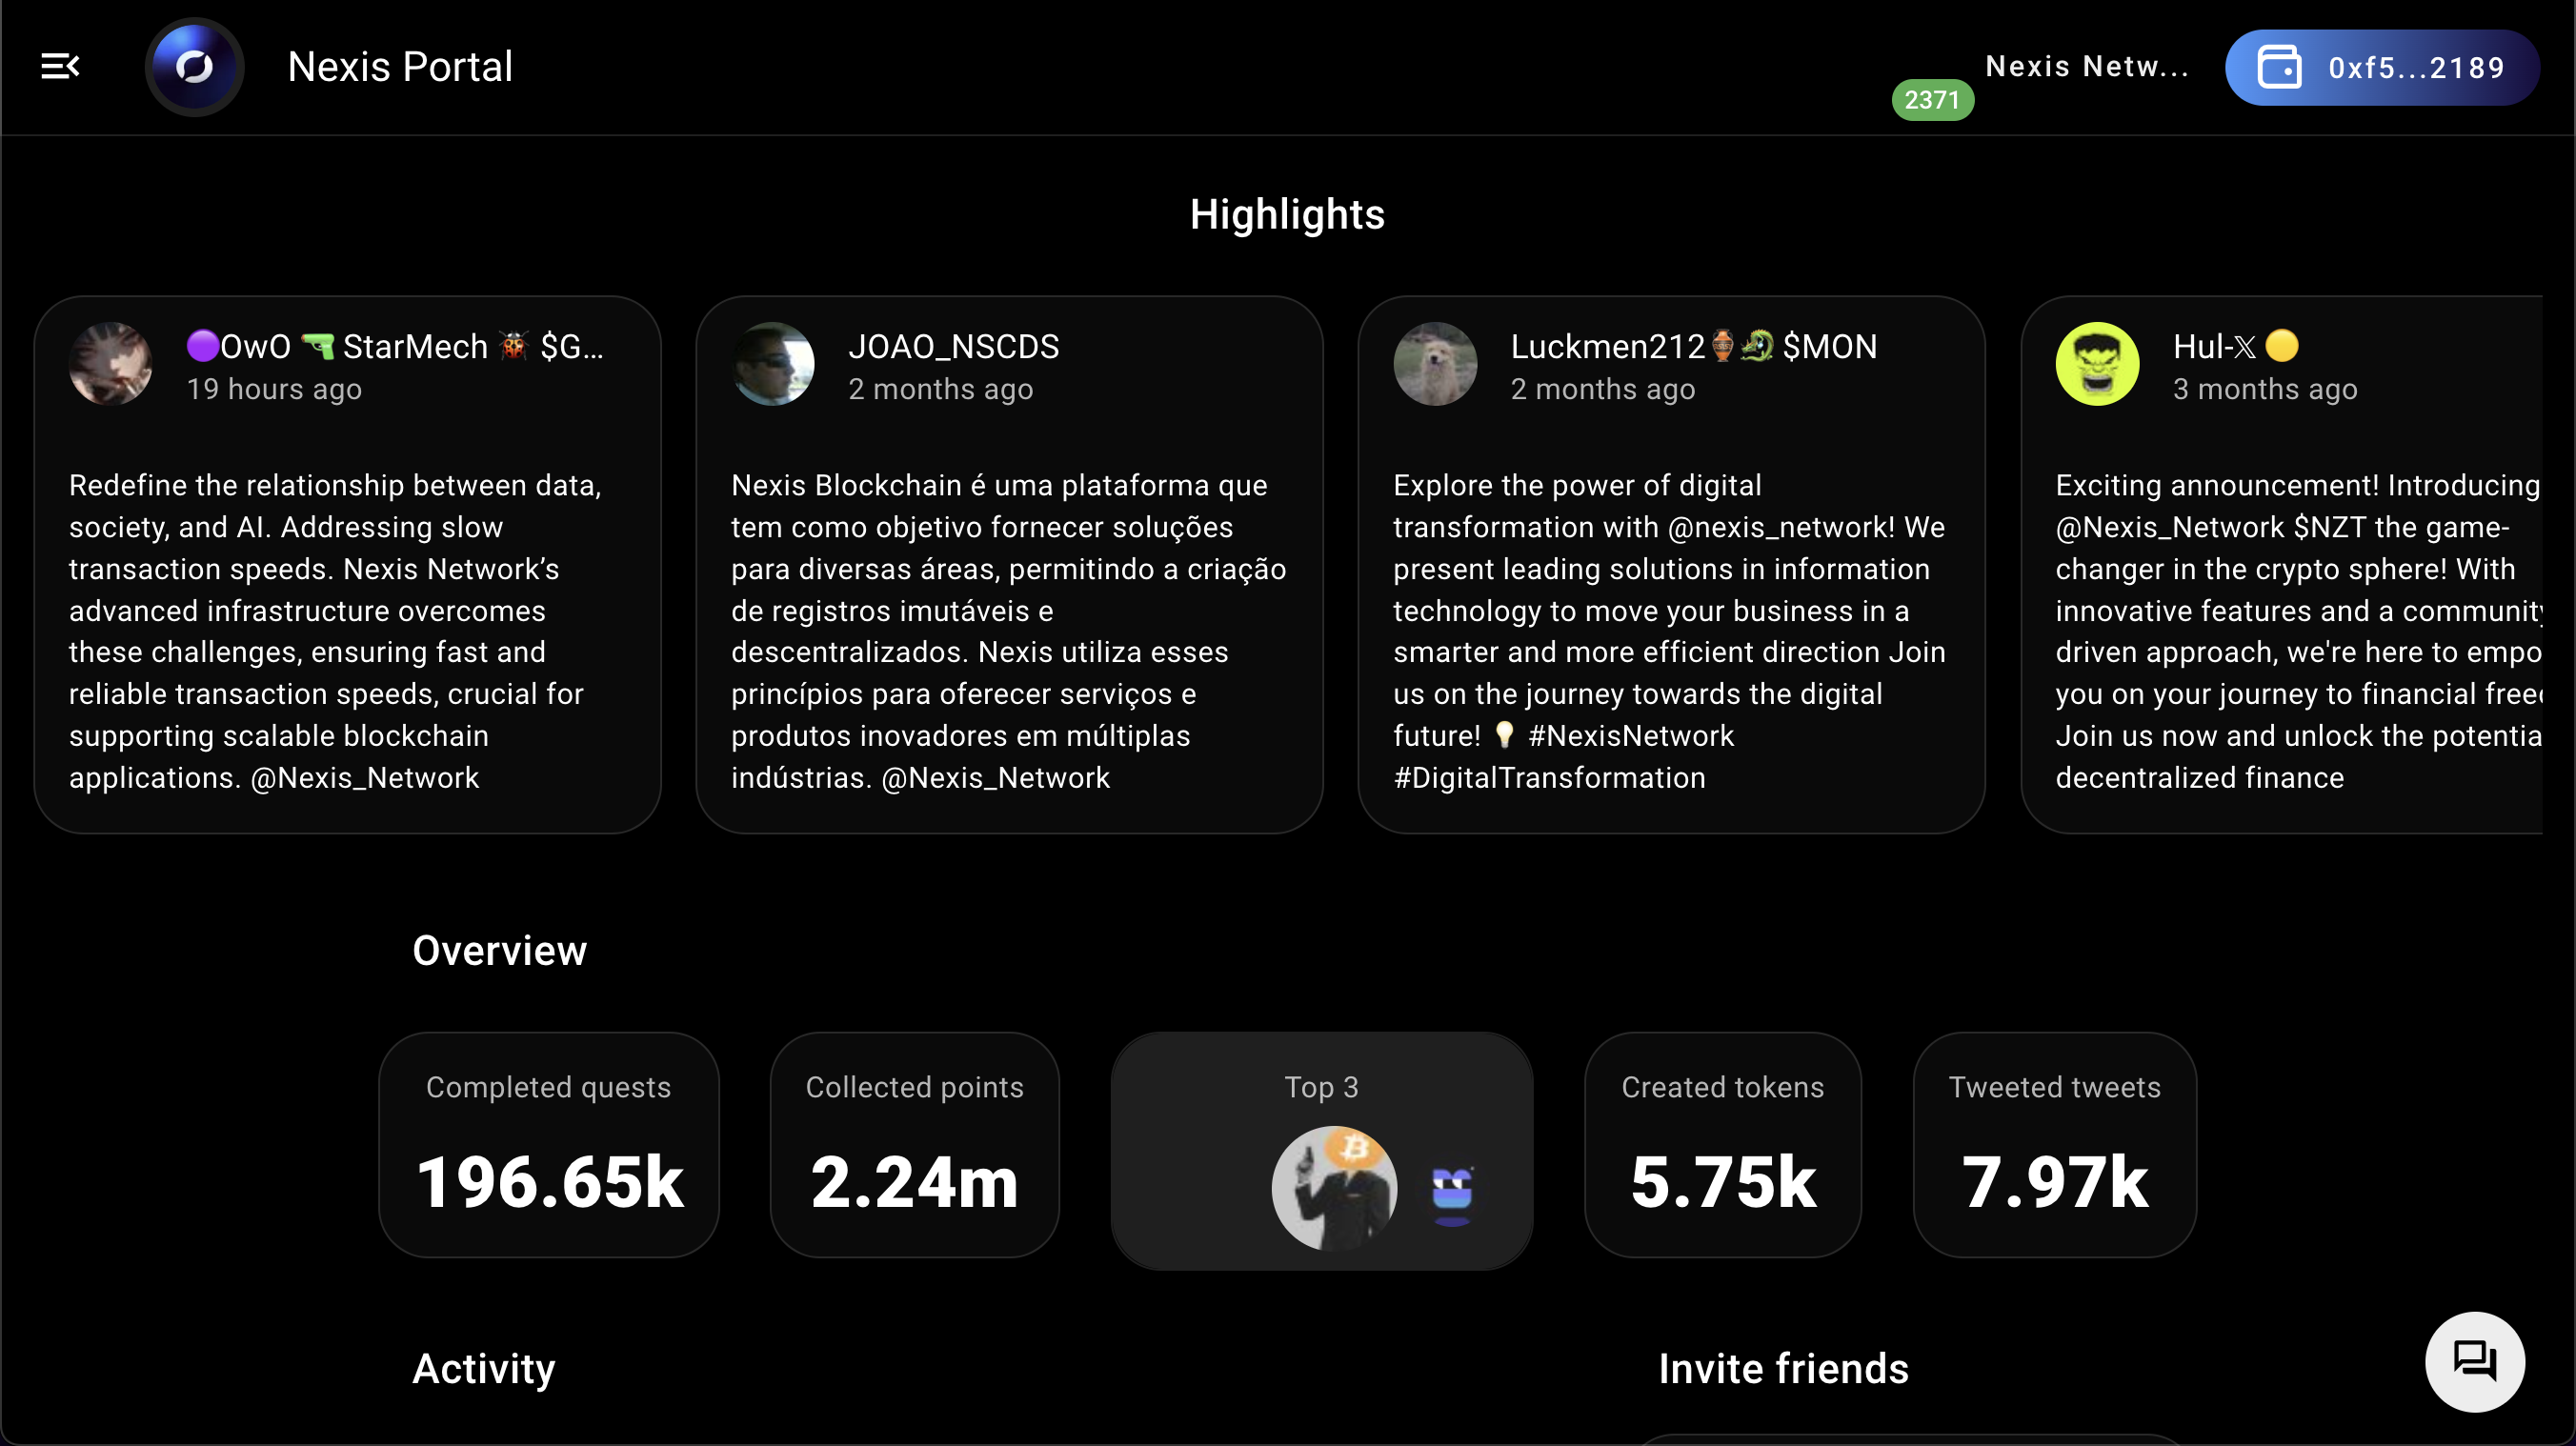 Nexis Portal
2371
Nexis Netw...
0xf5...2189
Highlights
🟣OwO 🔫 StarMech 🐞 $G...
19 hours ago
Redefine the relationship between data,
society, and AI. Addressing slow
transaction speeds. Nexis Network’s
advanced infrastructure overcomes
these challenges, ensuring fast and
reliable transaction speeds, crucial for
supporting scalable blockchain
applications. @Nexis_Network
JOAO_NSCDS
2 months ago
Nexis Blockchain é uma plataforma que
tem como objetivo fornecer soluções
para diversas áreas, permitindo a criação
de registros imutáveis e
descentralizados. Nexis utiliza esses
princípios para oferecer serviços e
produtos inovadores em múltiplas
indústrias. @Nexis_Network
Luckmen212🏺🐉 $MON
2 months ago
Explore the power of digital
transformation with @nexis_network! We
present leading solutions in information
technology to move your business in a
smarter and more efficient direction Join
us on the journey towards the digital
future! 💡 #NexisNetwork
#DigitalTransformation
Hul-𝕏 🟡
3 months ago
Exciting announcement! Introducing
@Nexis_Network $NZT the game-
changer in the crypto sphere! With
innovative features and a community
driven approach, we're here to empo
you on your journey to financial free
Join us now and unlock the potentia
decentralized finance
Overview
Completed quests
196.65k
Collected points
2.24m
Top 3
Created tokens
5.75k
Tweeted tweets
7.97k
Activity
Invite friends